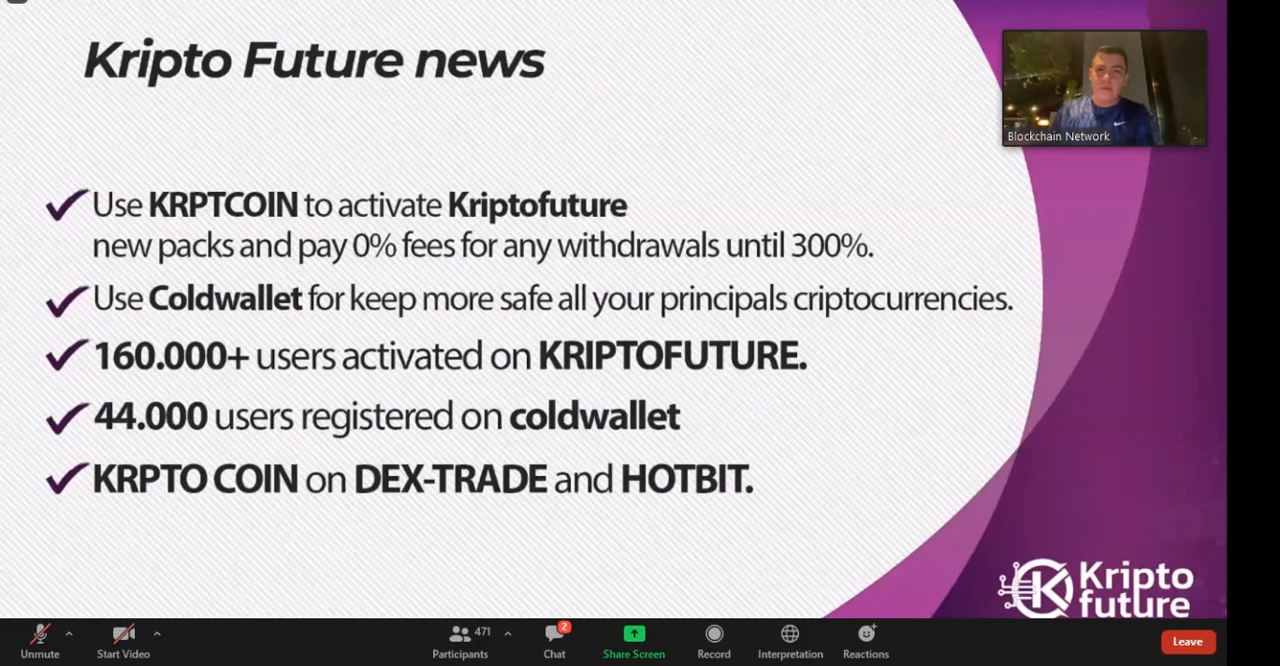 Kripto Future news
Blockchain Network
Use KRPTCOIN to activate Kriptofuture
new packs and pay 0% fees for any withdrawals until 300%.
Use Coldwallet for keep more safe all your principals criptocurrencies.
160.000+ users activated on KRIPTOFUTURE.
44.000 users registered on coldwallet
KRPTO COIN on DEX-TRADE and HOTBIT.
Kripto
future
471
2
Unmute
Start Video
Participants
Chat
Share Screen
Record
Interpretation
Reactions
Leave